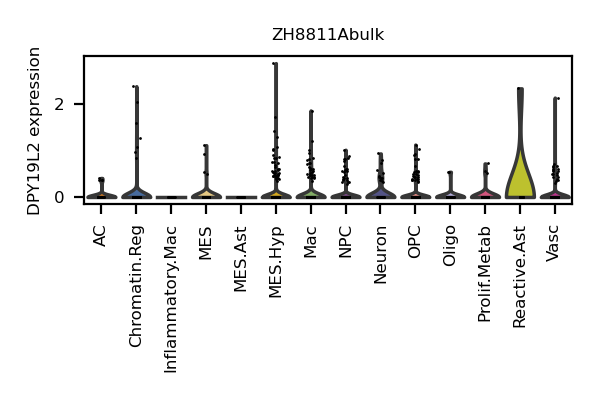 ZH8811Abulk
DPY19L2 expression
2
0
AC
Chromatin.Reg
Inflammatory.Mac
MES
MES.Ast
MES.Hyp
Mac
NPC
Neuron
OPC
Oligo
Prolif.Metab
Reactive.Ast
Vasc